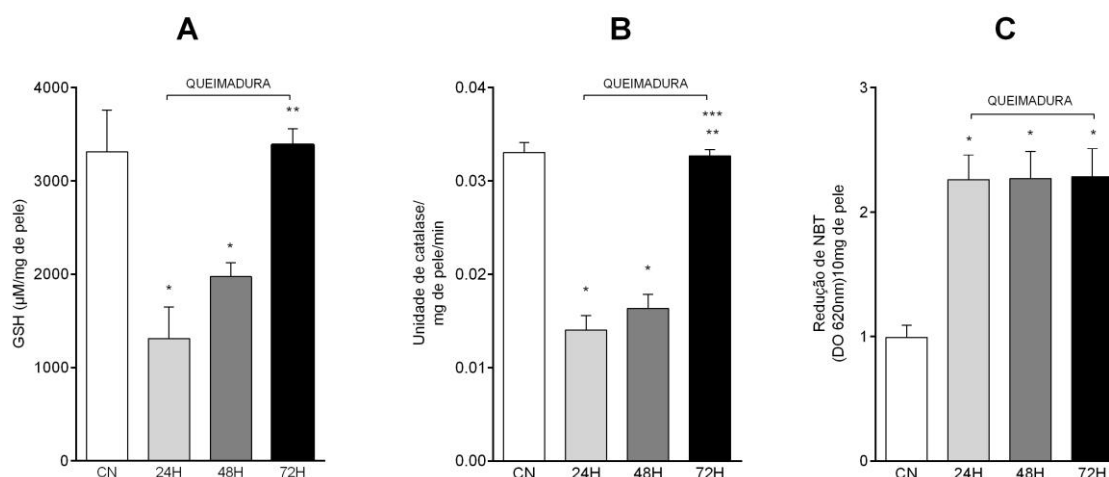 A
QUEIMADURA
4000
3000
2000
1000
0
GSH (µM/mg de pele)
*
*
**
CN
24H
48H
72H
B
QUEIMADURA
0.04
0.03
0.02
0.01
0.00
Unidade de catalase/
mg de pele/min
*
*
***
**
CN
24H
48H
72H
C
QUEIMADURA
3
2
1
0
Redução de NBT
(DO 620nm)10mg de pele
*
*
*
CN
24H
48H
72H